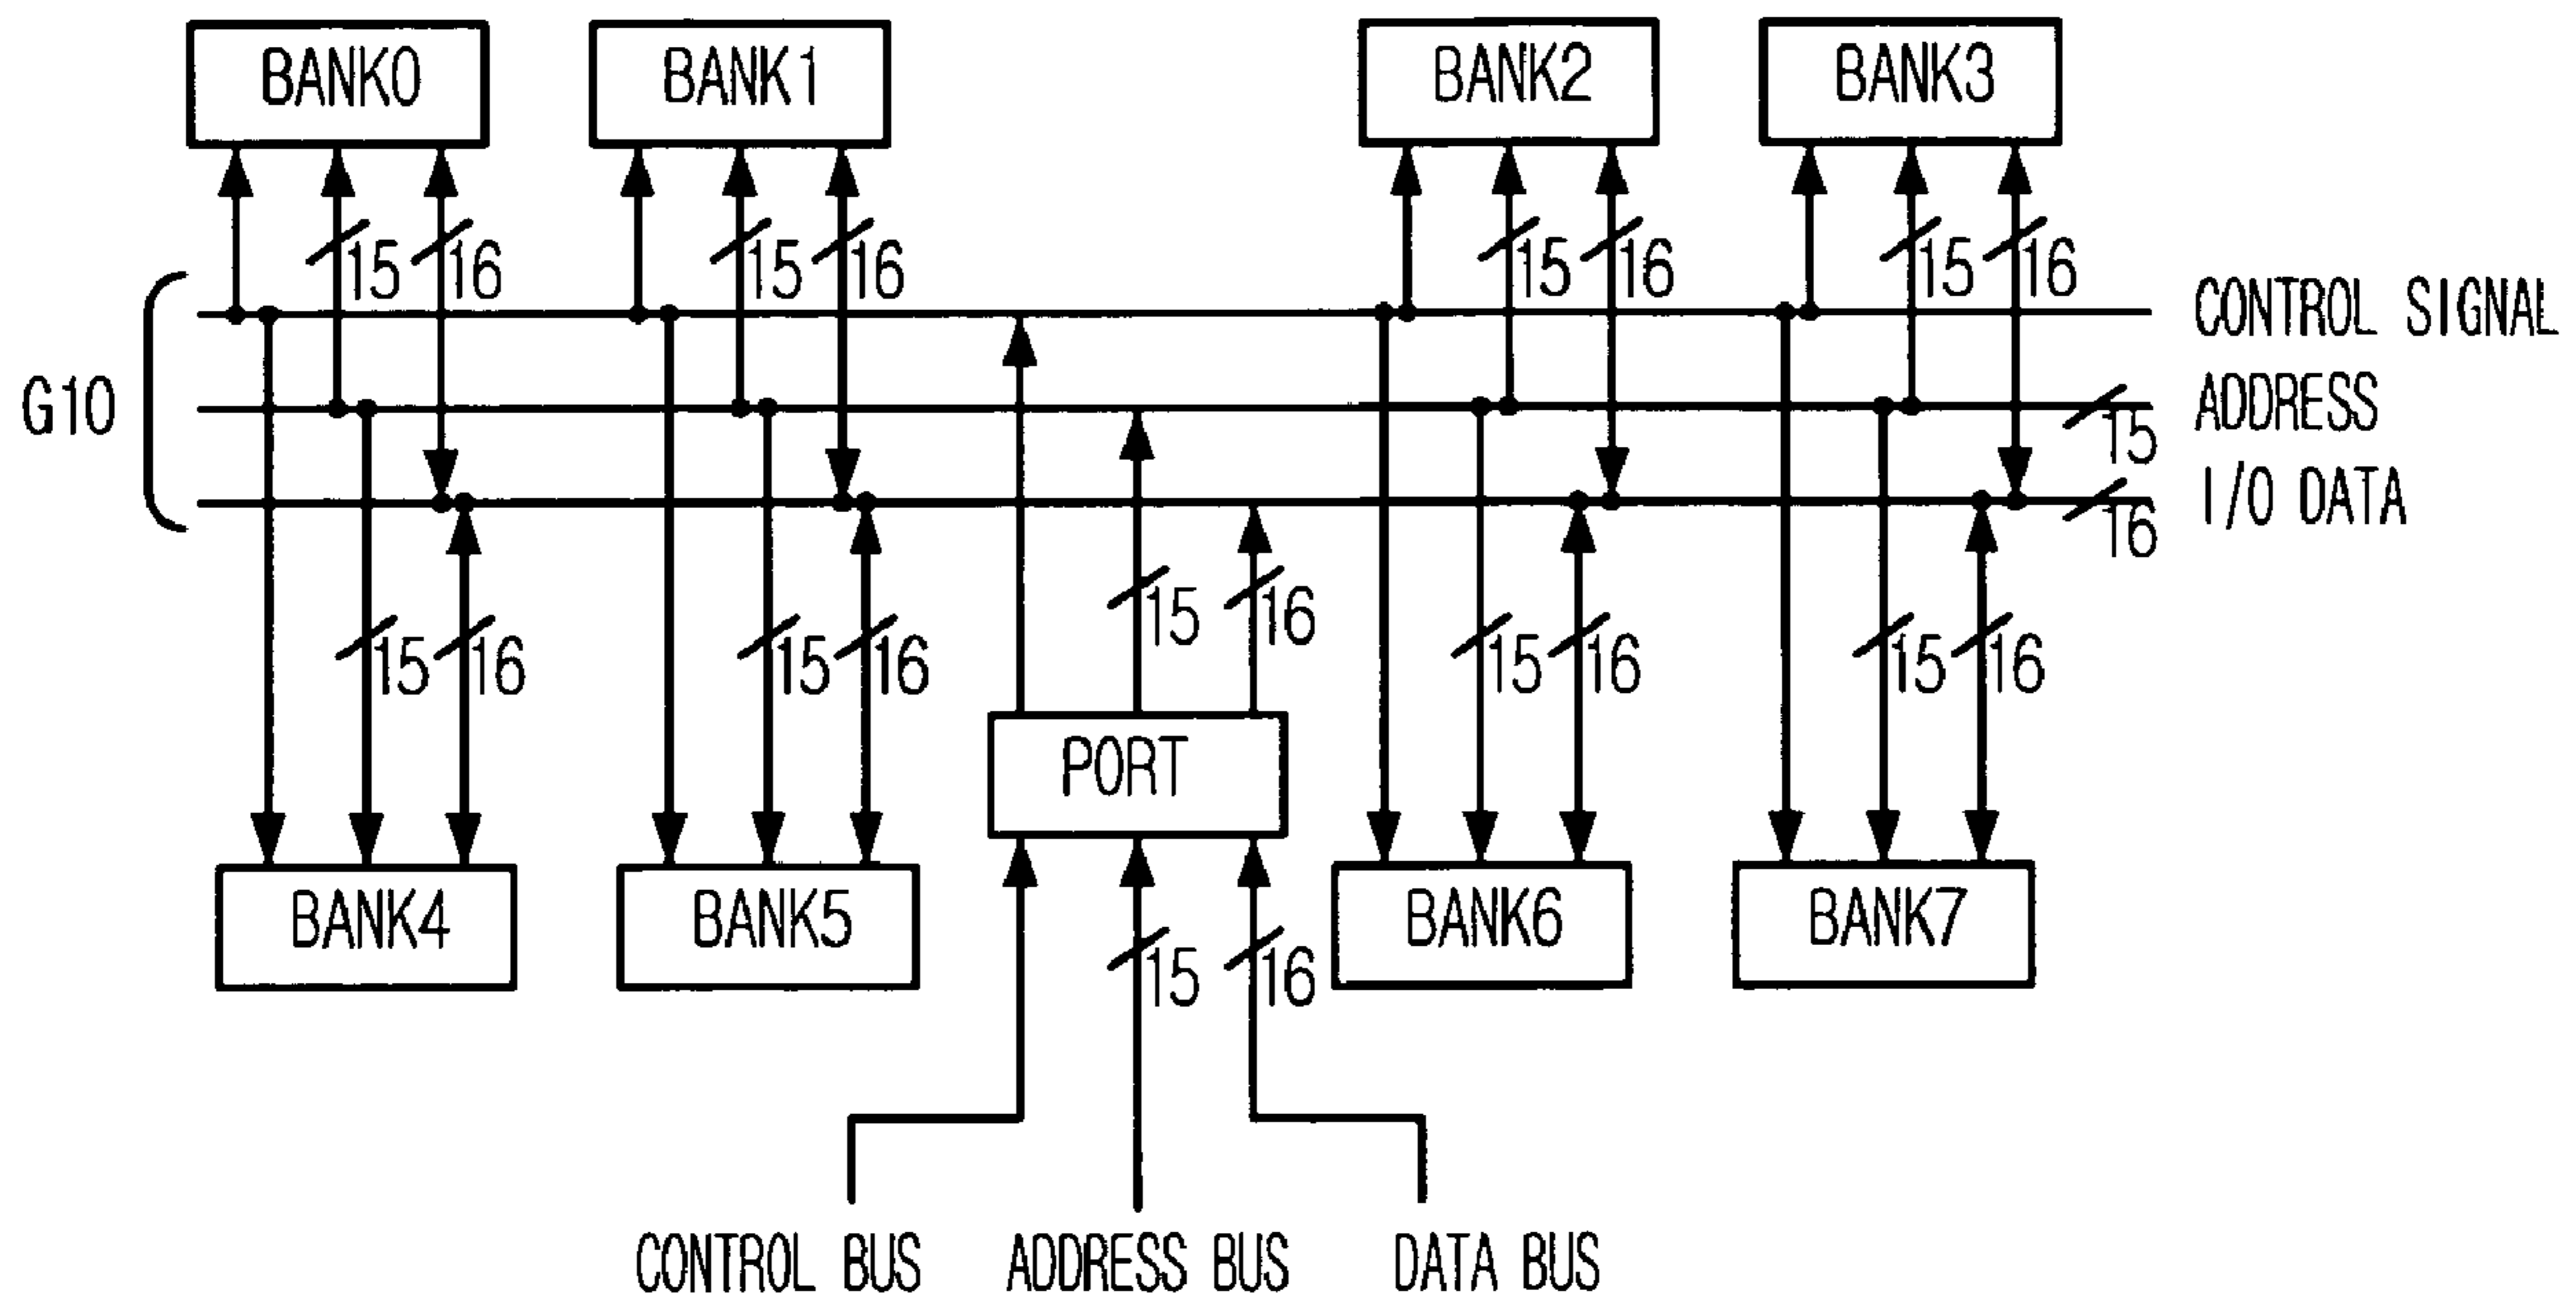 BANK0 BANK1 BANK2 BANK3
15 16 15 16 15 16 15 16
CONTROL SIGNAL
G10 ADDRESS
15
I/O DATA
16
15 16
15 16 15 16 15 16 15 16
PORT
BANK4 BANK5 BANK6 BANK7
15 16
CONTROL BUS ADDRESS BUS DATA BUS